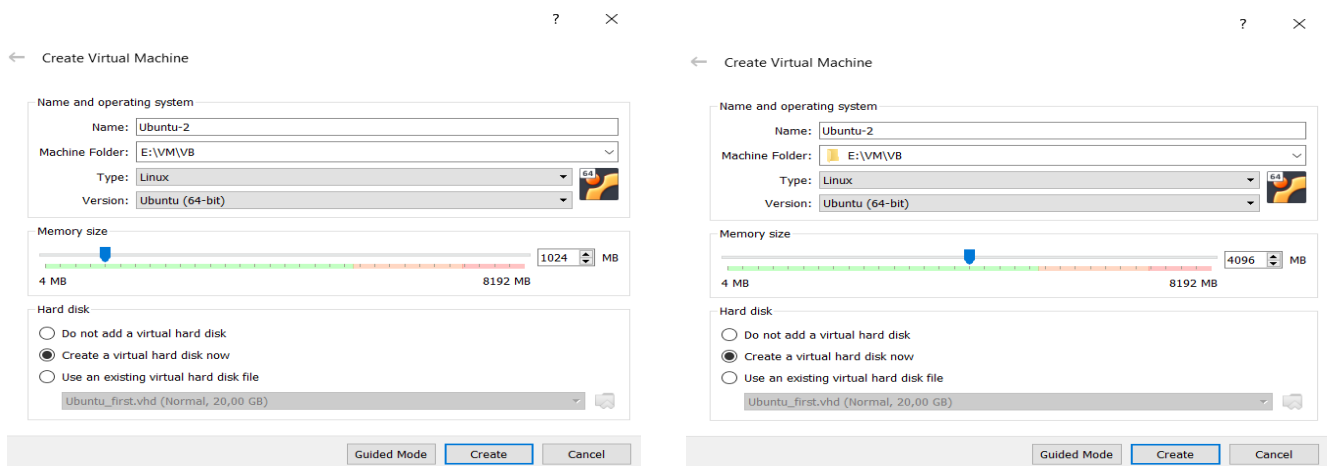 ?
Create Virtual Machine
Name and operating system
Name: Ubuntu-2
Machine Folder: E:\VM\VB
Type: Linux
64
Version: Ubuntu (64-bit)
Memory size
1024 MB
4 MB 8192 MB
Hard disk
Do not add a virtual hard disk
Create a virtual hard disk now
Use an existing virtual hard disk file
Ubuntu_first.vhd (Normal, 20,00 GB)
Guided Mode Create Cancel
?
Create Virtual Machine
Name and operating system
Name: Ubuntu-2
Machine Folder: E:\VM\VB
Type: Linux
64
Version: Ubuntu (64-bit)
Memory size
4096 MB
4 MB 8192 MB
Hard disk
Do not add a virtual hard disk
Create a virtual hard disk now
Use an existing virtual hard disk file
Ubuntu_first.vhd (Normal, 20,00 GB)
Guided Mode Create Cancel